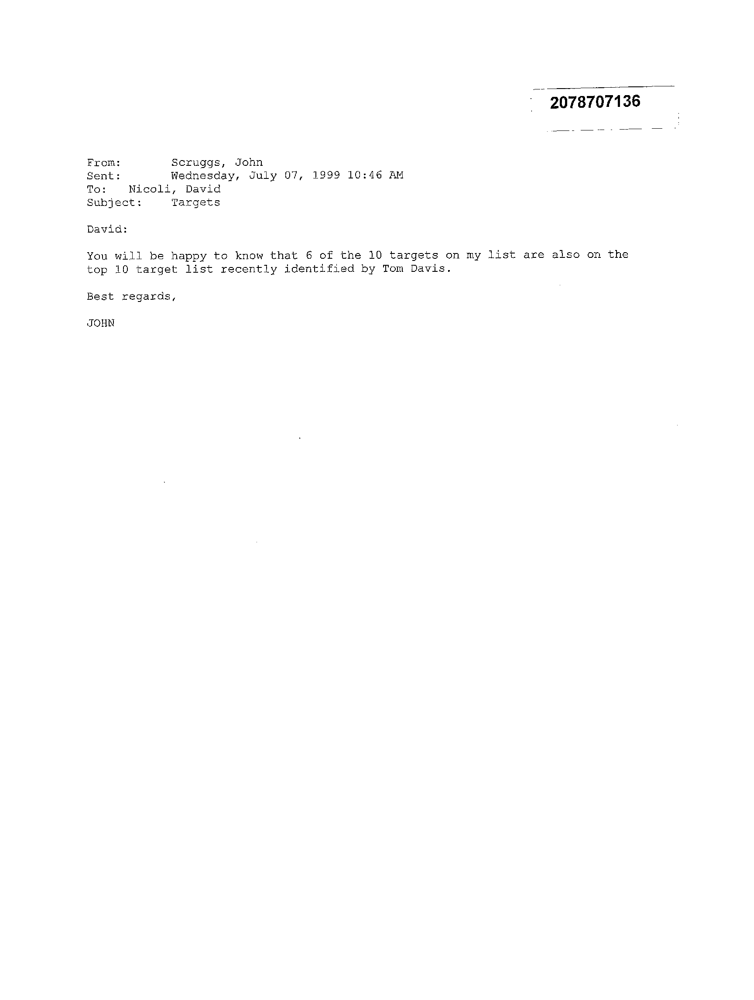 2078707136
From: Scruggs, John
Sent: Wednesday, July 07, 1999 10:46 AM
To: Nicoli, David
Subject: Targets
David:
You will be happy to know that 6 of the 10 targets on my list are also on the
top 10 target list recently identified by Tom Davis.
Best regards,
JOHN